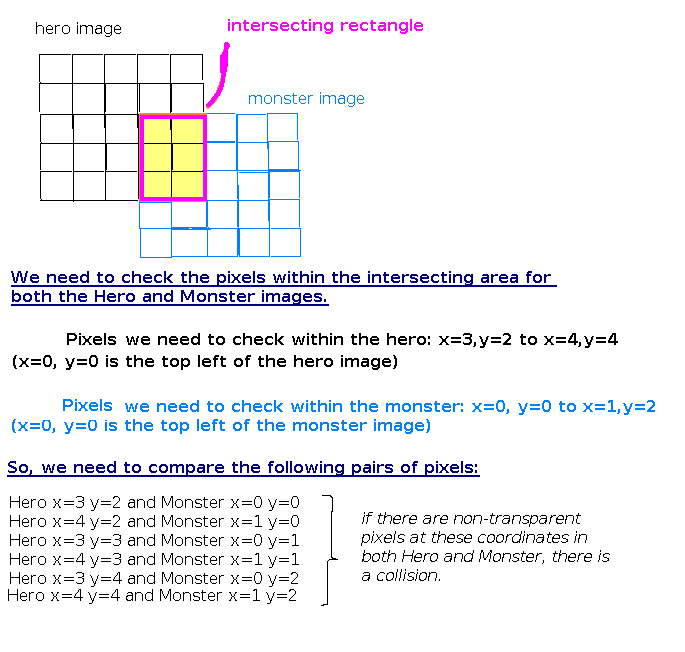 hero image
intersecting rectangle
monster image
We need to check the pixels within the intersecting area for
both the Hero and Monster images.
Pixels we need to check within the hero: x=3,y=2 to x=4,y=4
(x=0, y=0 is the top left of the hero image)
Pixels we need to check within the monster: x=0, y=0 to x=1,y=2
(x=0, y=0 is the top left of the monster image)
So, we need to compare the following pairs of pixels:
Hero x=3 y=2 and Monster x=0 y=0
Hero x=4 y=2 and Monster x=1 y=0
Hero x=3 y=3 and Monster x=0 y=1
Hero x=4 y=3 and Monster x=1 y=1
Hero x=3 y=4 and Monster x=0 y=2
Hero x=4 y=4 and Monster x=1 y=2
if there are non-transparent
pixels at these coordinates in
both Hero and Monster, there is
a collision.